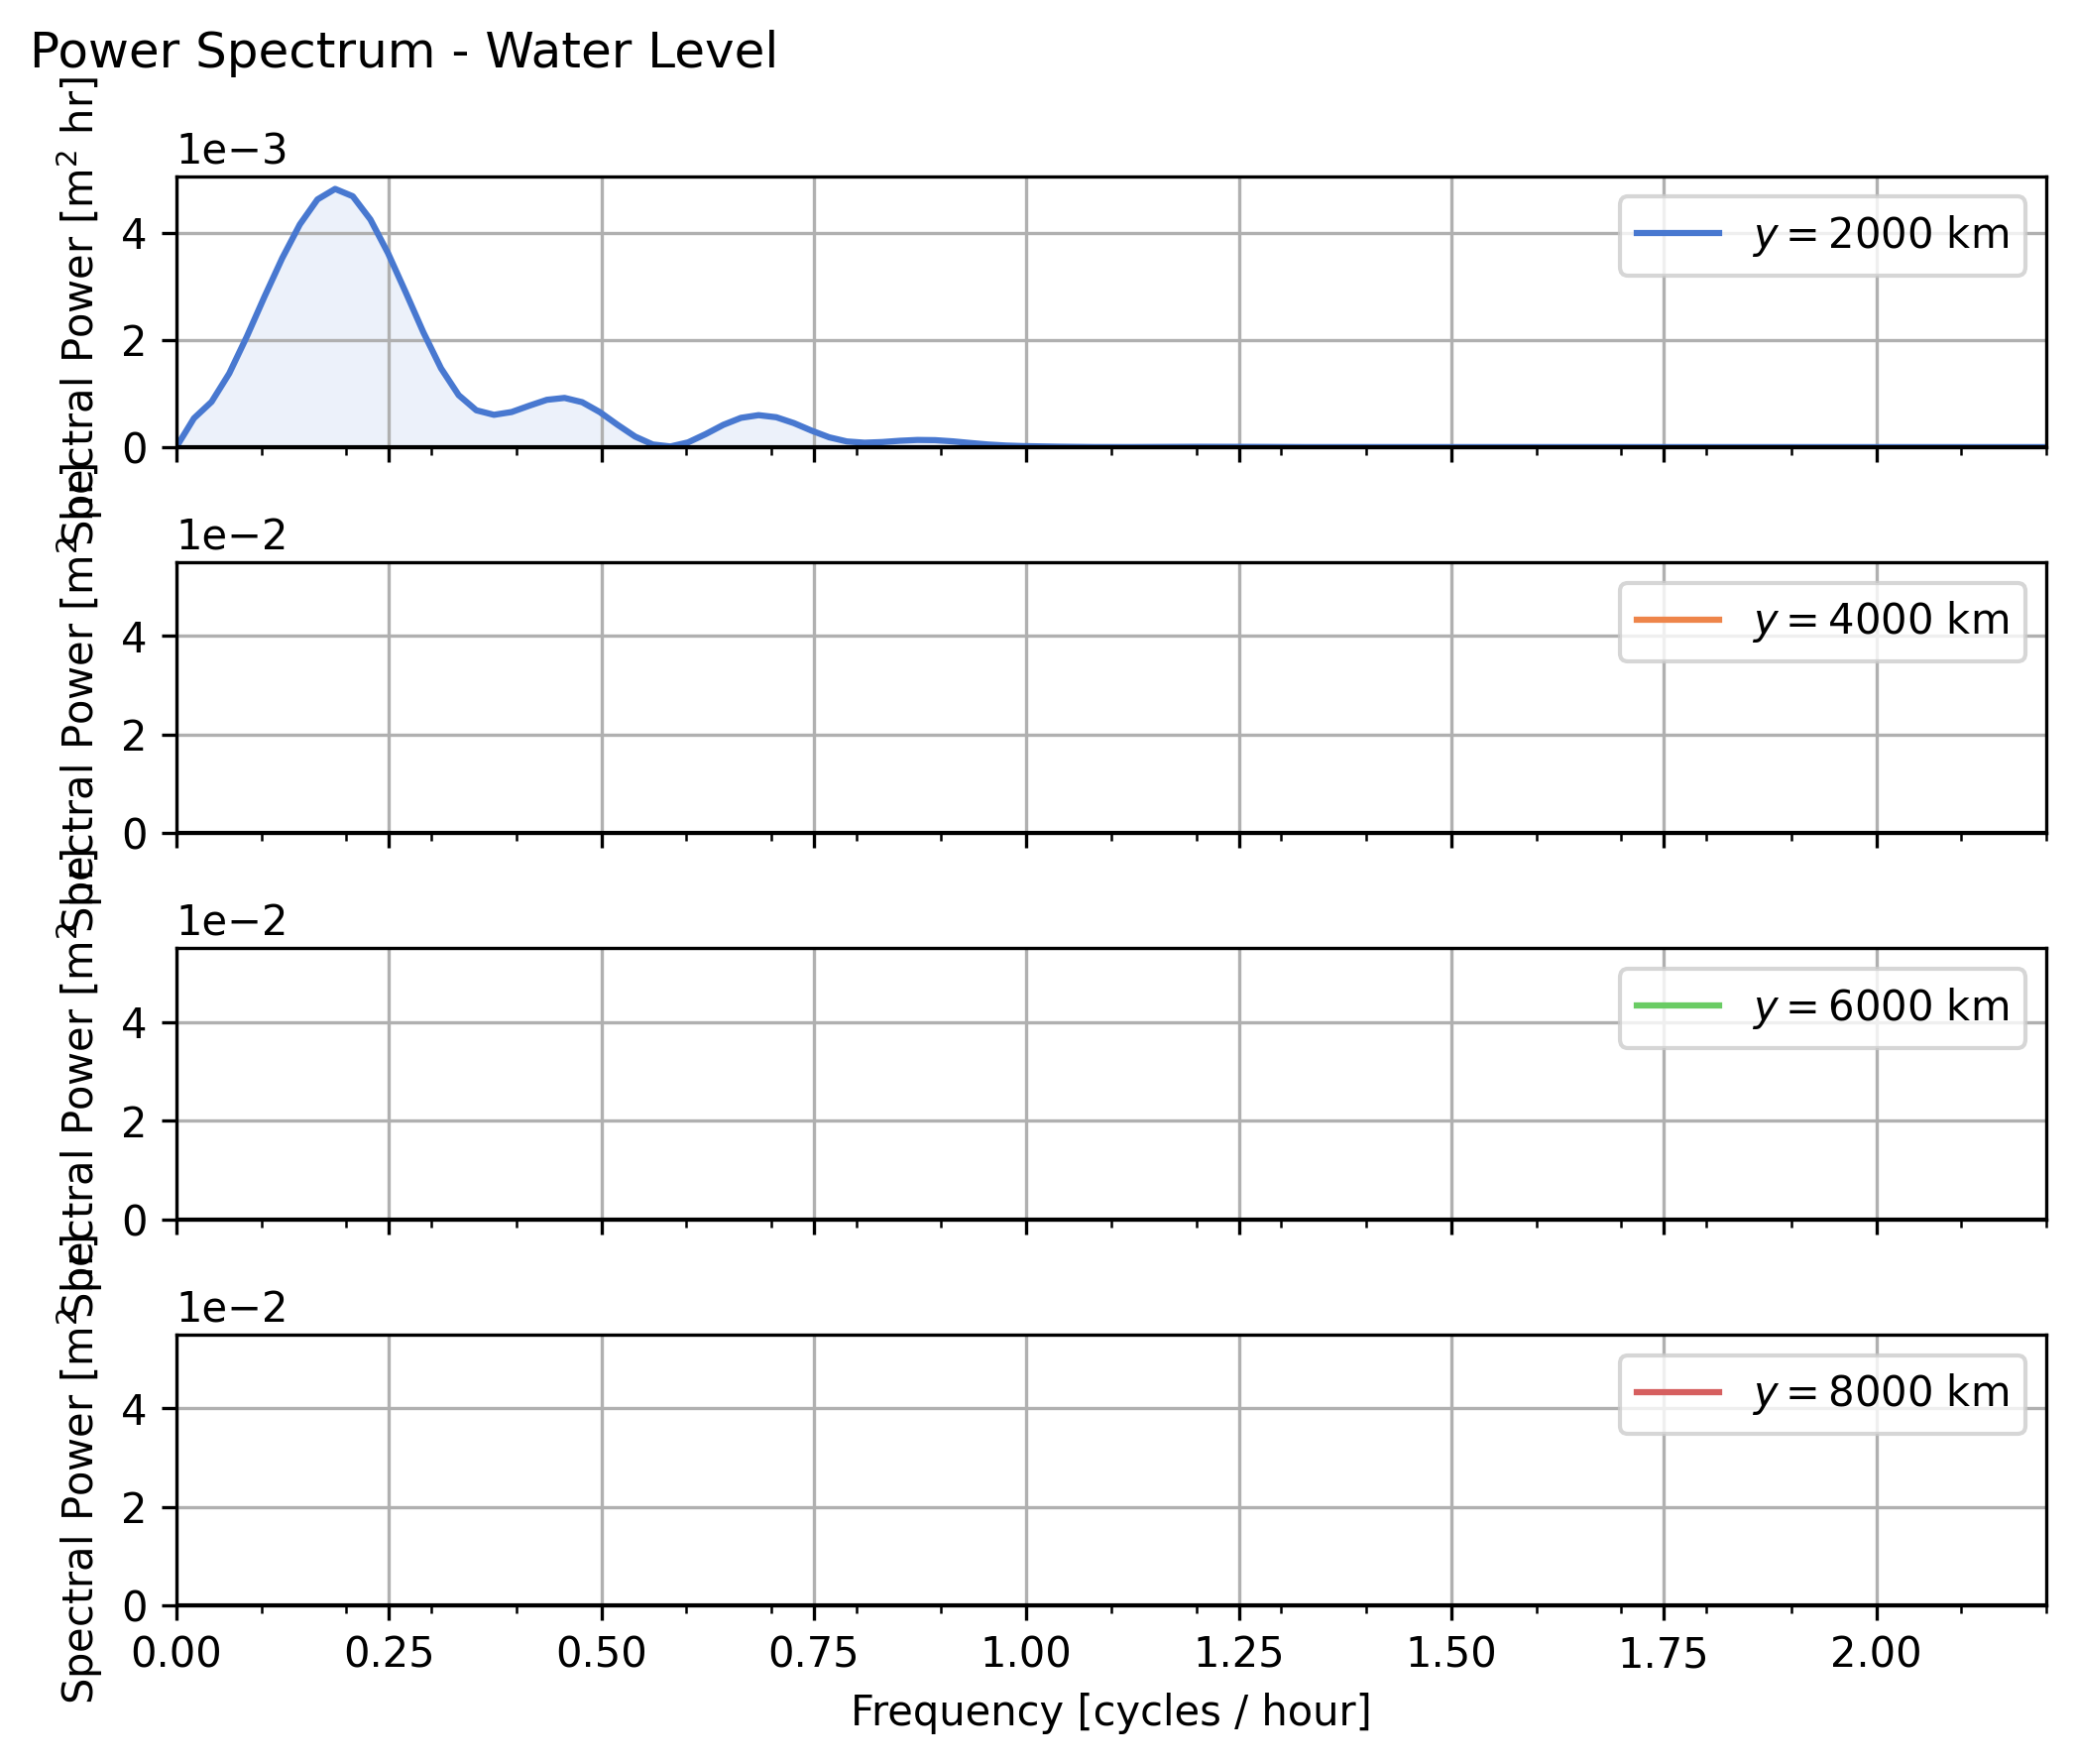 Power Spectrum - Water Level
Spectral Power [m² hr]
1e−3
4
2
0
y = 2000 km
Spectral Power [m² hr]
1e−2
4
2
0
y = 4000 km
Spectral Power [m² hr]
1e−2
4
2
0
y = 6000 km
Spectral Power [m² hr]
1e−2
4
2
0
y = 8000 km
0.00 0.25 0.50 0.75 1.00 1.25 1.50 1.75 2.00
Frequency [cycles / hour]